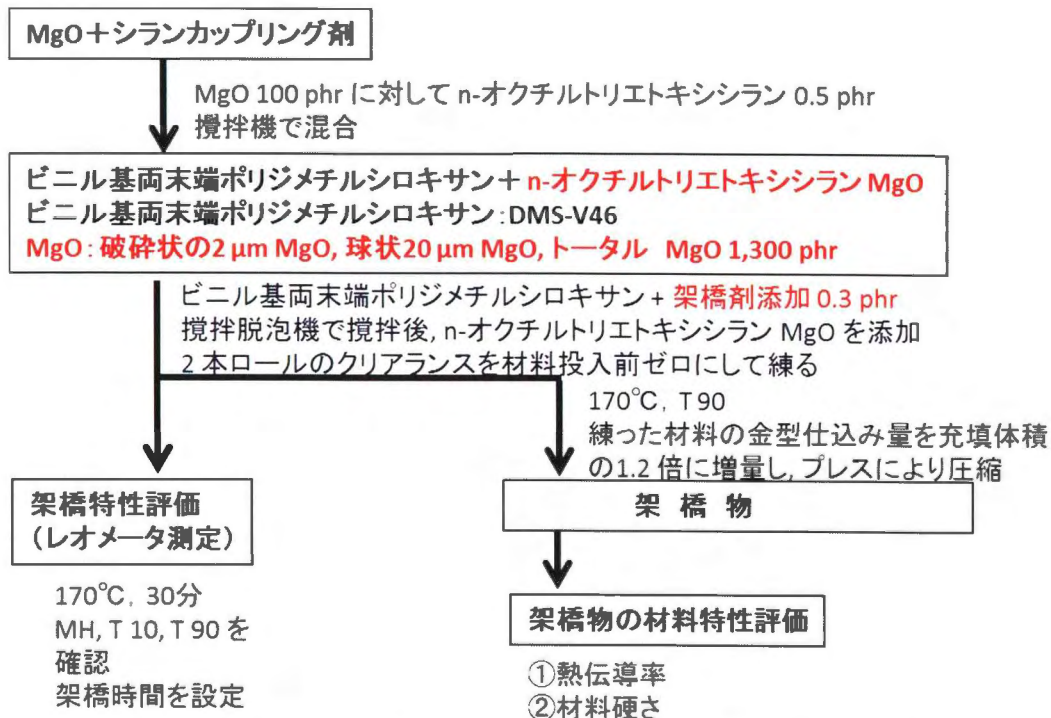 MgO+シランカップリング剤
MgO 100 phr に対して n-オクチルトリエトキシシラン 0.5 phr
攪拌機で混合
ビニル基両末端ポリジメチルシロキサン+ n-オクチルトリエトキシシラン MgO
ビニル基両末端ポリジメチルシロキサン:DMS-V46
MgO: 破砕状の2 μm MgO, 球状20 μm MgO, トータル MgO 1,300 phr
ビニル基両末端ポリジメチルシロキサン + 架橋剤添加 0.3 phr
攪拌脱泡機で攪拌後, n-オクチルトリエトキシシラン MgO を添加
2 本ロールのクリアランスを材料投入前ゼロにして練る
170℃, T 90
練った材料の金型仕込み量を充填体積
の1.2 倍に増量し, プレスにより圧縮
架橋特性評価
(レオメータ測定)
架 橋 物
170℃, 30分
MH, T 10, T 90 を
確認
架橋時間を設定
架橋物の材料特性評価
①熱伝導率
②材料硬さ